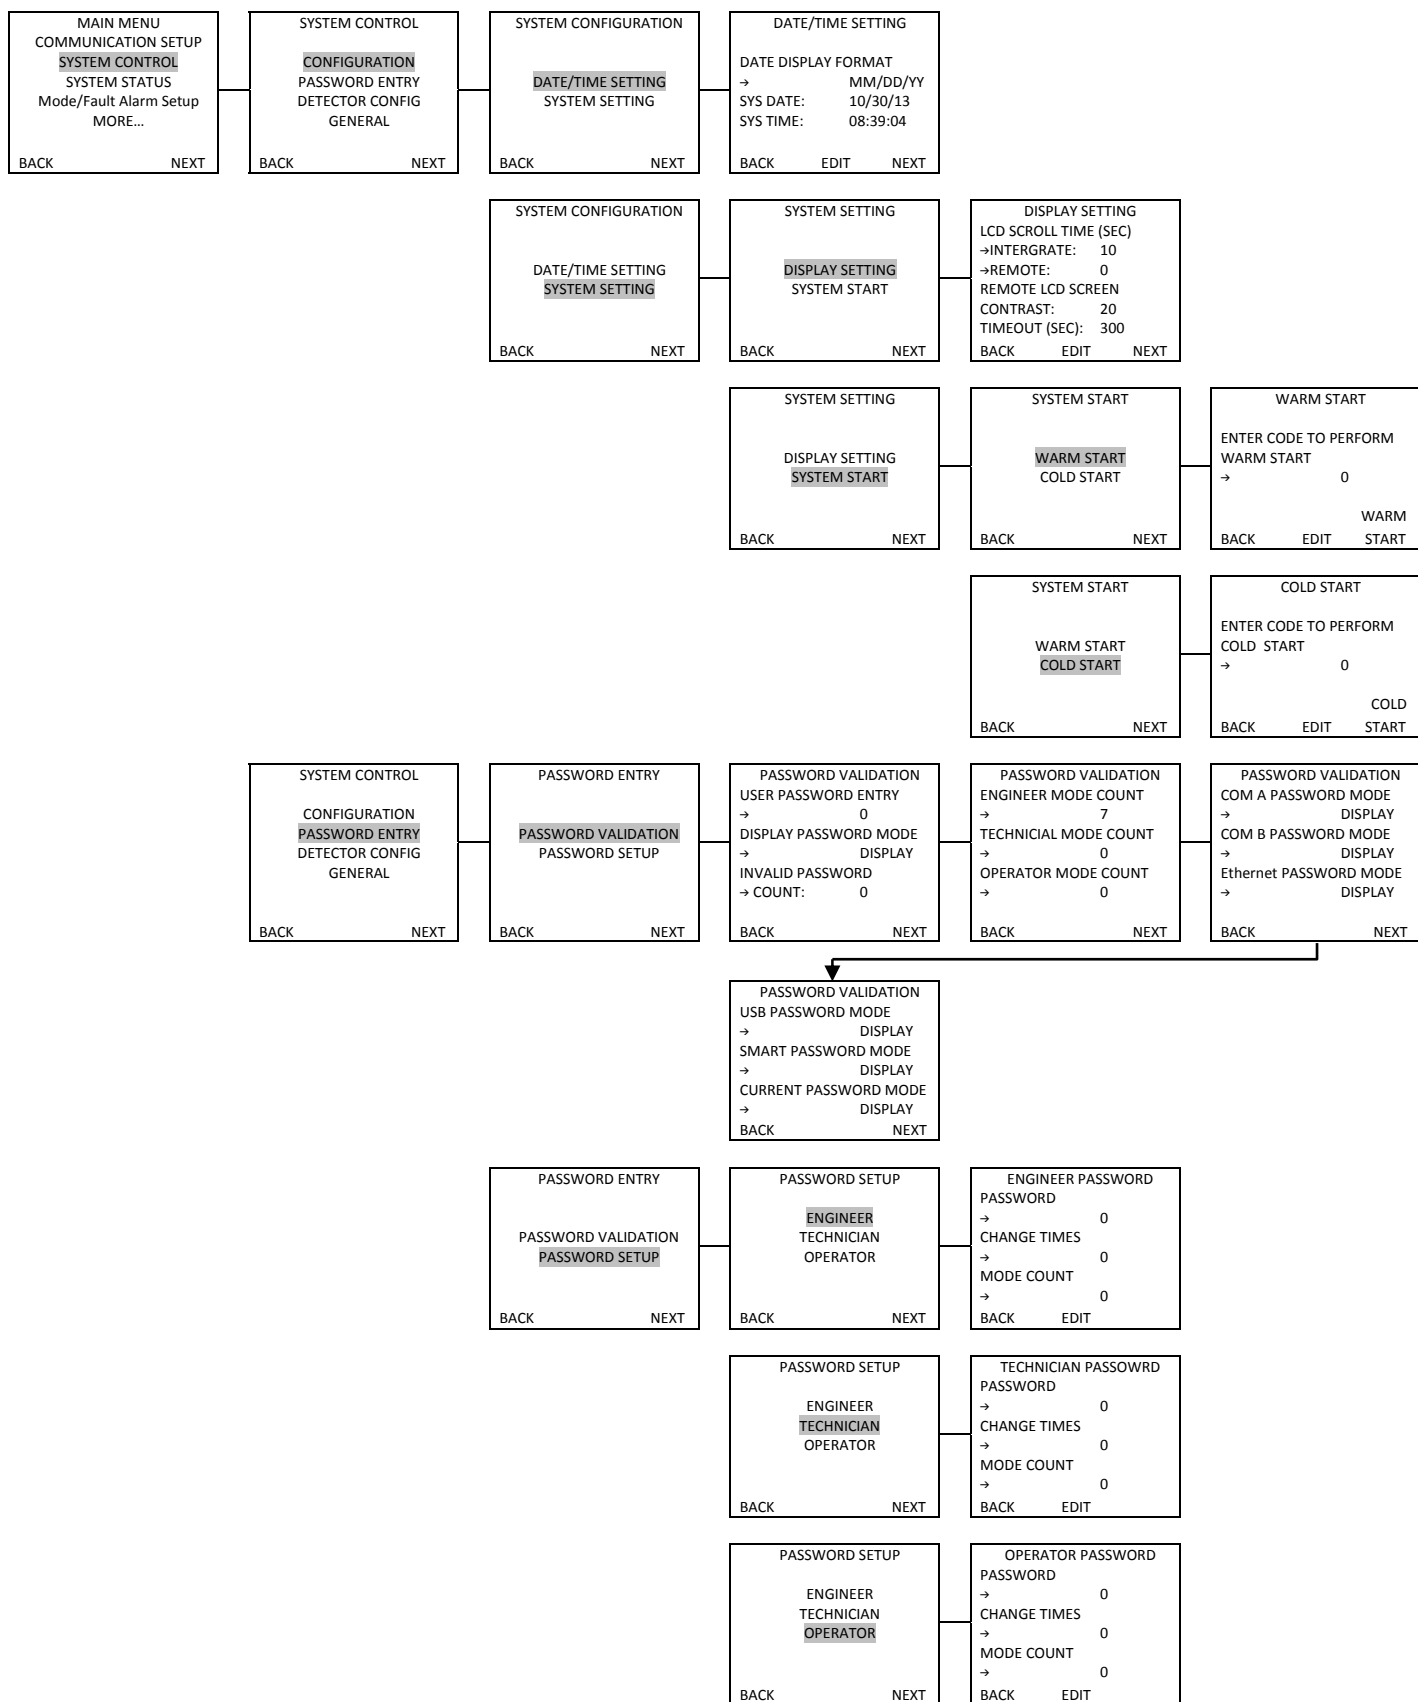 MAIN MENU
COMMUNICATION SETUP
SYSTEM CONTROL
SYSTEM STATUS
Mode/Fault Alarm Setup
MORE...
BACK NEXT
SYSTEM CONTROL
CONFIGURATION
PASSWORD ENTRY
DETECTOR CONFIG
GENERAL
BACK NEXT
SYSTEM CONFIGURATION
DATE/TIME SETTING
SYSTEM SETTING
BACK NEXT
DATE/TIME SETTING
DATE DISPLAY FORMAT
→ MM/DD/YY
SYS DATE: 10/30/13
SYS TIME: 08:39:04
BACK EDIT NEXT
SYSTEM CONFIGURATION
DATE/TIME SETTING
SYSTEM SETTING
BACK NEXT
SYSTEM SETTING
DISPLAY SETTING
SYSTEM START
BACK NEXT
DISPLAY SETTING
LCD SCROLL TIME (SEC)
→INTERGRATE: 10
→REMOTE: 0
REMOTE LCD SCREEN
CONTRAST: 20
TIMEOUT (SEC): 300
BACK EDIT NEXT
SYSTEM SETTING
DISPLAY SETTING
SYSTEM START
BACK NEXT
SYSTEM START
WARM START
COLD START
BACK NEXT
WARM START
ENTER CODE TO PERFORM
WARM START
→ 0
WARM
BACK EDIT START
SYSTEM START
WARM START
COLD START
BACK NEXT
COLD START
ENTER CODE TO PERFORM
COLD START
→ 0
COLD
BACK EDIT START
SYSTEM CONTROL
CONFIGURATION
PASSWORD ENTRY
DETECTOR CONFIG
GENERAL
BACK NEXT
PASSWORD ENTRY
PASSWORD VALIDATION
PASSWORD SETUP
BACK NEXT
PASSWORD VALIDATION
USER PASSWORD ENTRY
→ 0
DISPLAY PASSWORD MODE
→ DISPLAY
INVALID PASSWORD
→ COUNT: 0
BACK NEXT
PASSWORD VALIDATION
ENGINEER MODE COUNT
→ 7
TECHNICIAL MODE COUNT
→ 0
OPERATOR MODE COUNT
→ 0
BACK NEXT
PASSWORD VALIDATION
COM A PASSWORD MODE
→ DISPLAY
COM B PASSWORD MODE
→ DISPLAY
Ethernet PASSWORD MODE
→ DISPLAY
BACK NEXT
PASSWORD VALIDATION
USB PASSWORD MODE
→ DISPLAY
SMART PASSWORD MODE
→ DISPLAY
CURRENT PASSWORD MODE
→ DISPLAY
BACK NEXT
PASSWORD ENTRY
PASSWORD VALIDATION
PASSWORD SETUP
BACK NEXT
PASSWORD SETUP
ENGINEER
TECHNICIAN
OPERATOR
BACK NEXT
ENGINEER PASSWORD
PASSWORD
→ 0
CHANGE TIMES
→ 0
MODE COUNT
→ 0
BACK EDIT
PASSWORD SETUP
ENGINEER
TECHNICIAN
OPERATOR
BACK NEXT
TECHNICIAN PASSOWRD
PASSWORD
→ 0
CHANGE TIMES
→ 0
MODE COUNT
→ 0
BACK EDIT
PASSWORD SETUP
ENGINEER
TECHNICIAN
OPERATOR
BACK NEXT
OPERATOR PASSWORD
PASSWORD
→ 0
CHANGE TIMES
→ 0
MODE COUNT
→ 0
BACK EDIT